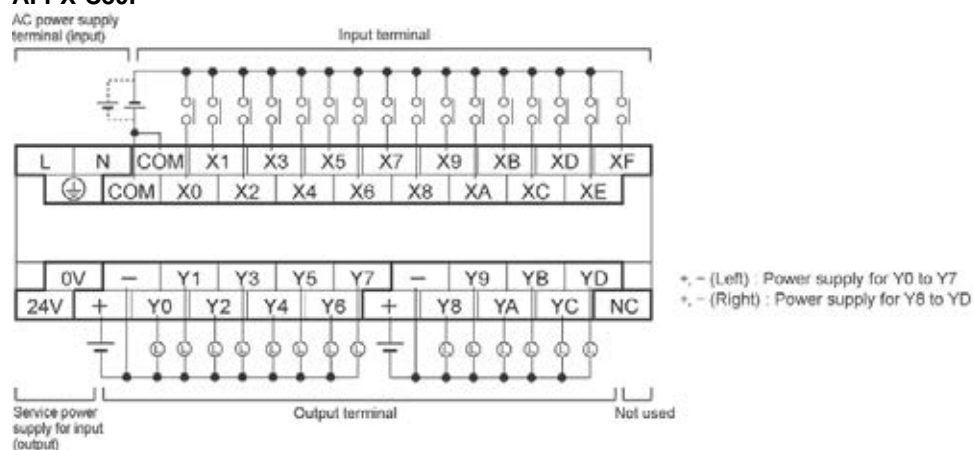 AC power supply
terminal (input)
Input terminal
L N COM X1 X3 X5 X7 X9 XB XD XF
COM X0 X2 X4 X6 X8 XA XC XE
0V − Y1 Y3 Y5 Y7 − Y9 YB YD
24V + Y0 Y2 Y4 Y6 + Y8 YA YC NC
+, − (Left) : Power supply for Y0 to Y7
+, − (Right) : Power supply for Y8 to YD
L L L L L L L L L L L L L L
Service power
supply for input
(output)
Output terminal
Not used